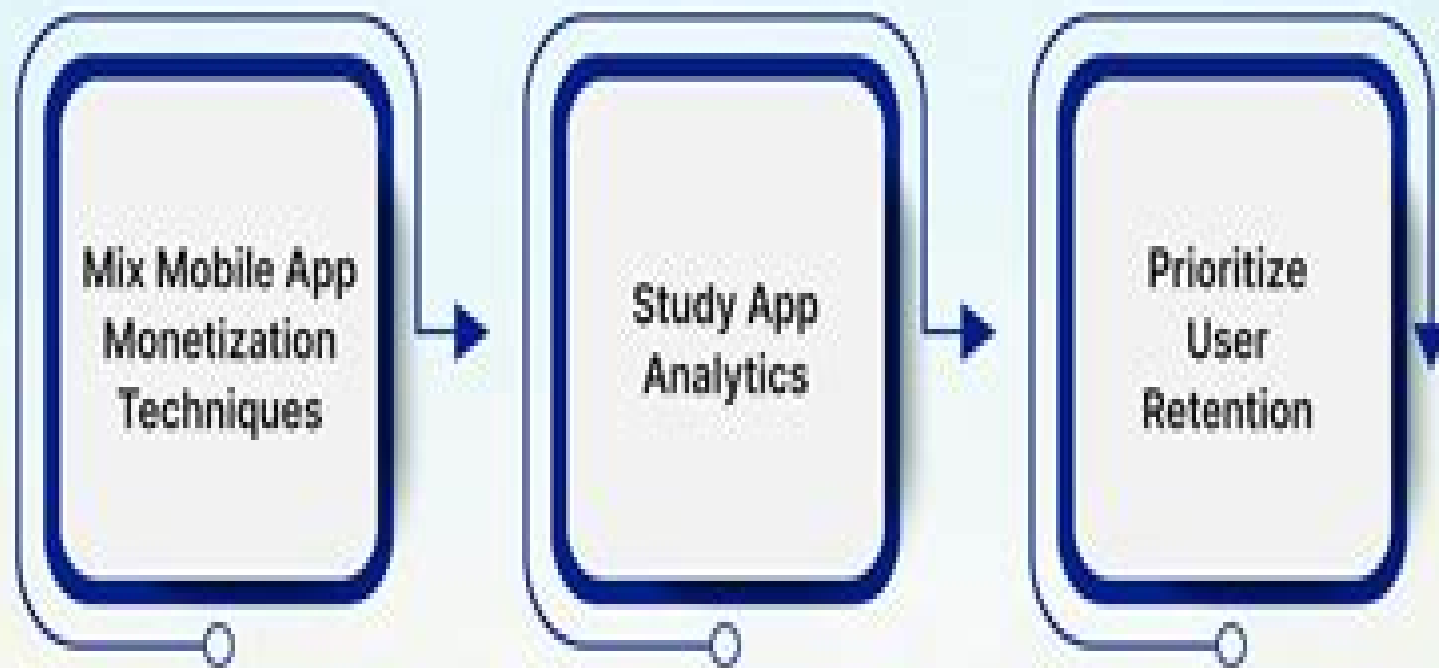 Mix Mobile App
Monetization
Techniques
Study App
Analytics
Prioritize
User
Retention